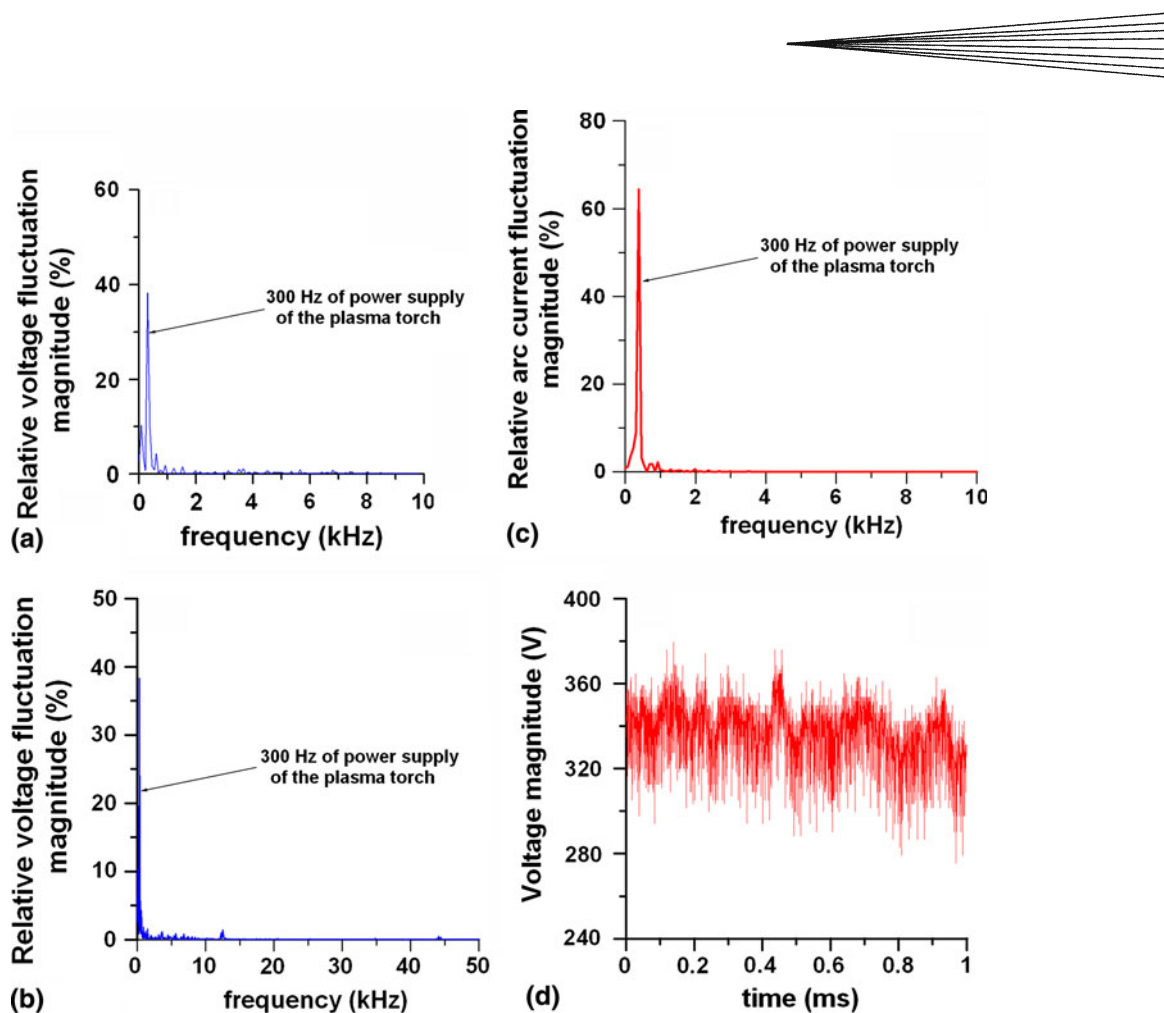 Relative voltage fluctuation
magnitude (%)
60
40
20
0
0 2 4 6 8 10
frequency (kHz)
300 Hz of power supply
of the plasma torch
(a)
Relative arc current fluctuation
magnitude (%)
80
60
40
20
0
0 2 4 6 8 10
frequency (kHz)
300 Hz of power supply
of the plasma torch
(c)
Relative voltage fluctuation
magnitude (%)
50
40
30
20
10
0
0 10 20 30 40 50
frequency (kHz)
300 Hz of power supply
of the plasma torch
(b)
Voltage magnitude (V)
400
360
320
280
240
0 0.2 0.4 0.6 0.8 1
time (ms)
(d)